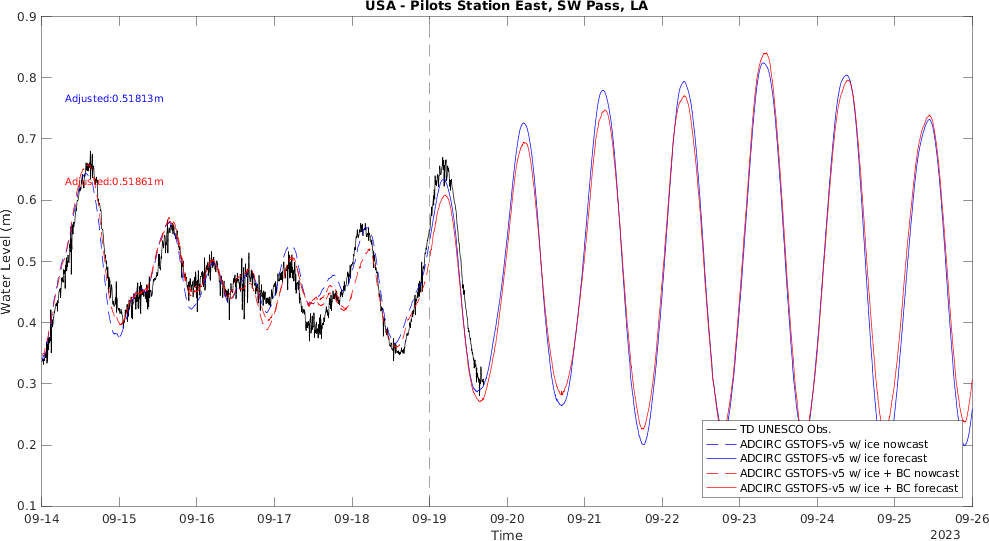 USA - Pilots Station East, SW Pass, LA
0.9
0.8
0.7
0.6
0.5
0.4
0.3
0.2
0.1
Water Level (m)
Adjusted:0.51813m
Adjusted:0.51861m
TD UNESCO Obs.
ADCIRC GSTOFS-v5 w/ ice nowcast
ADCIRC GSTOFS-v5 w/ ice forecast
ADCIRC GSTOFS-v5 w/ ice + BC nowcast
ADCIRC GSTOFS-v5 w/ ice + BC forecast
09-14 09-15 09-16 09-17 09-18 09-19 09-20 09-21 09-22 09-23 09-24 09-25 09-26
Time
2023